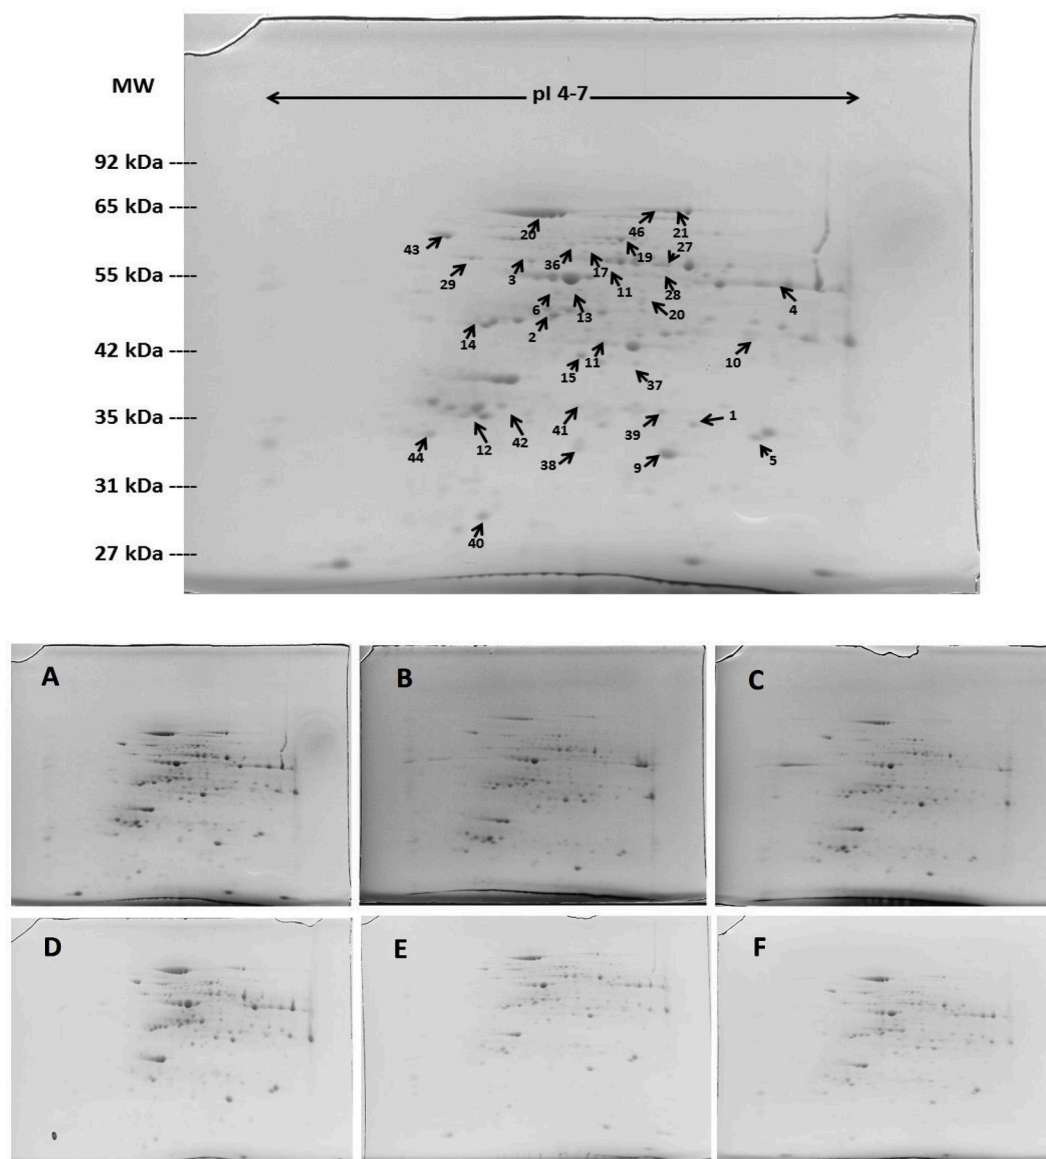 MW
pI 4-7
92 kDa ----
65 kDa ----
20
46
21
43
36
19
27
29
3
17
55 kDa ----
11
28
4
6
13
20
14
2
42 kDa ----
15
11
10
37
35 kDa ----
44
12
42
41
39
1
38
9
5
31 kDa ----
40
27 kDa ----
A
B
C
D
E
F